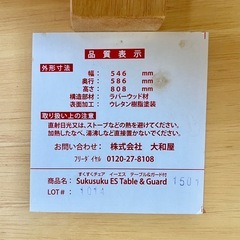 品質表示
外形寸法
幅 : 546 mm
奥行 : 586 mm
高さ : 808 mm
構造部材 : ラバーウッド材
表面加工 : ウレタン樹脂塗装
取り扱い上の注意
直射日光又は、ストーブなどの熱を避けてください。
加熱したなべ、湯沸しなど直接置かないでください。
お問い合わせ : 株式会社 大和屋
フリーダイヤル 0120-27-8108
すくすくチェア イーエス テーブル&ガード付
商品名 : Sukusuku ES Table & Guard 1501
LOT# : 1014